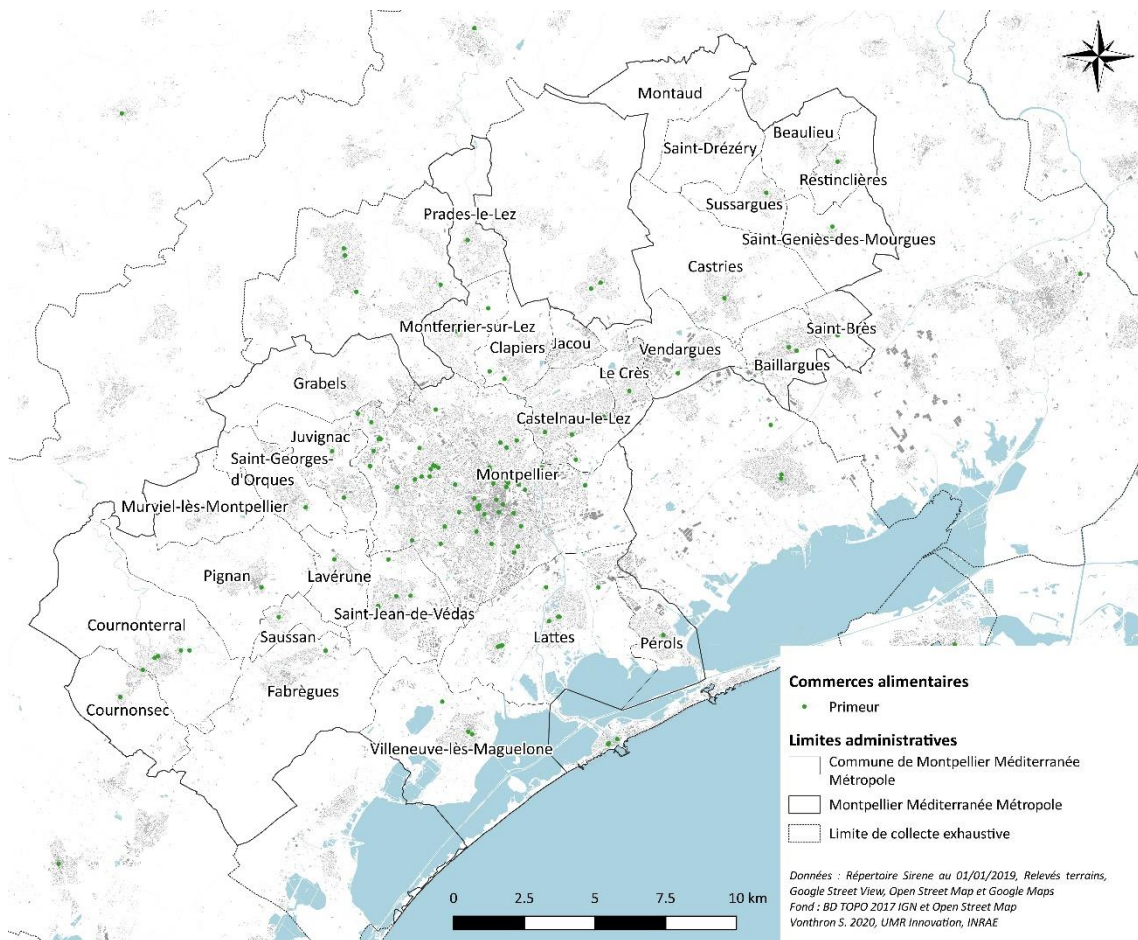 Montaud
Beaulieu
Saint-Drézéry
Restinclières
Sussargues
Prades-le-Lez
Saint-Geniès-des-Mourgues
Castries
Montferrier-sur-Lez
Saint-Brès
Clapiers
Jacou
Vendargues
Baillargues
Le Crès
Grabels
Castelnau-le-Lez
Juvignac
Saint-Georges-
d'Orques
Montpellier
Murviel-lès-Montpellier
Pignan
Lavérune
Saint-Jean-de-Védas
Cournonterral
Saussan
Lattes
Pérols
Fabrègues
Cournonsec
Villeneuve-lès-Maguelone
Commerces alimentaires
Primeur
Limites administratives
Commune de Montpellier Méditerranée
Métropole
Montpellier Méditerranée Métropole
Limite de collecte exhaustive
Données : Répertoire Sirene au 01/01/2019, Relevés terrains,
Google Street View, Open Street Map et Google Maps
Fond : BD TOPO 2017 IGN et Open Street Map
Vonthron S. 2020, UMR Innovation, INRAE
0 2.5 5 7.5 10 km